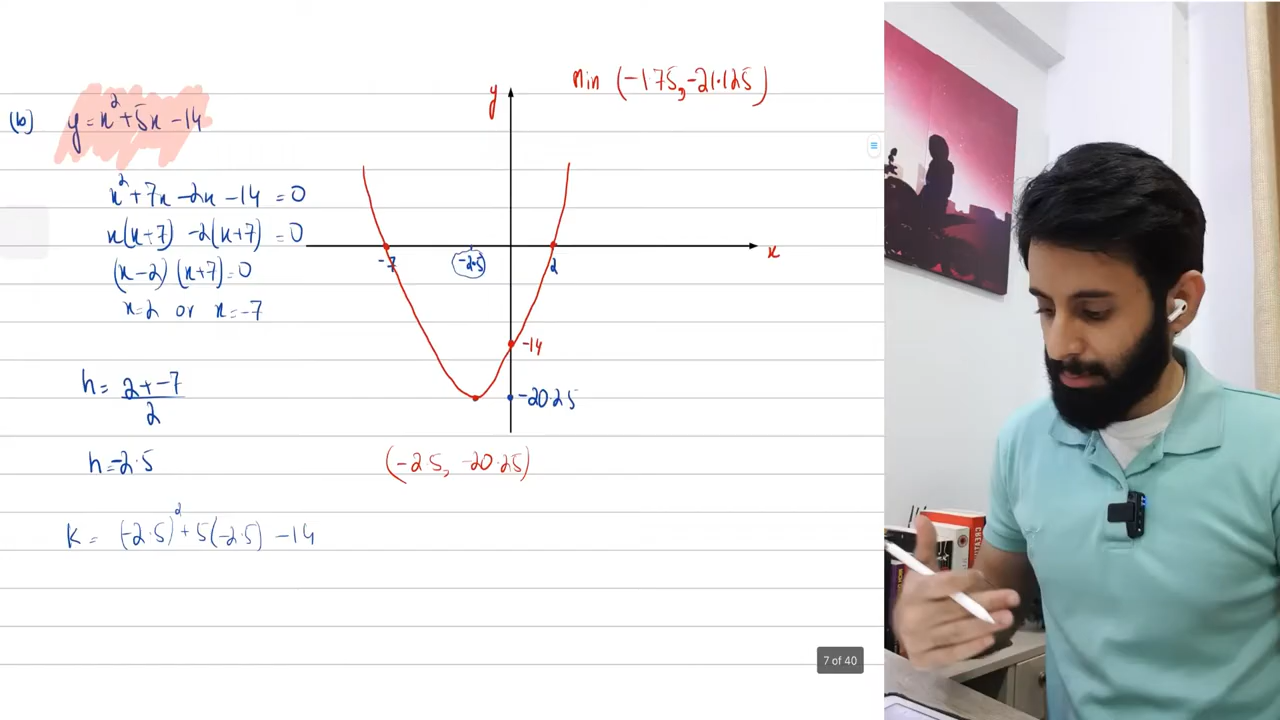 min (-1.75, -21.125)
(b) y = x² + 5x - 14
x² + 7x - 2x - 14 = 0
x(x+7) - 2(x+7) = 0
(x-2)(x+7) = 0
x=2 or x=-7
h = 2 + -7
2
h = -2.5
k = (-2.5)² + 5(-2.5) - 14
y
x
-7
-2.5
2
-14
-20.25
(-2.5, -20.25)
7 of 40